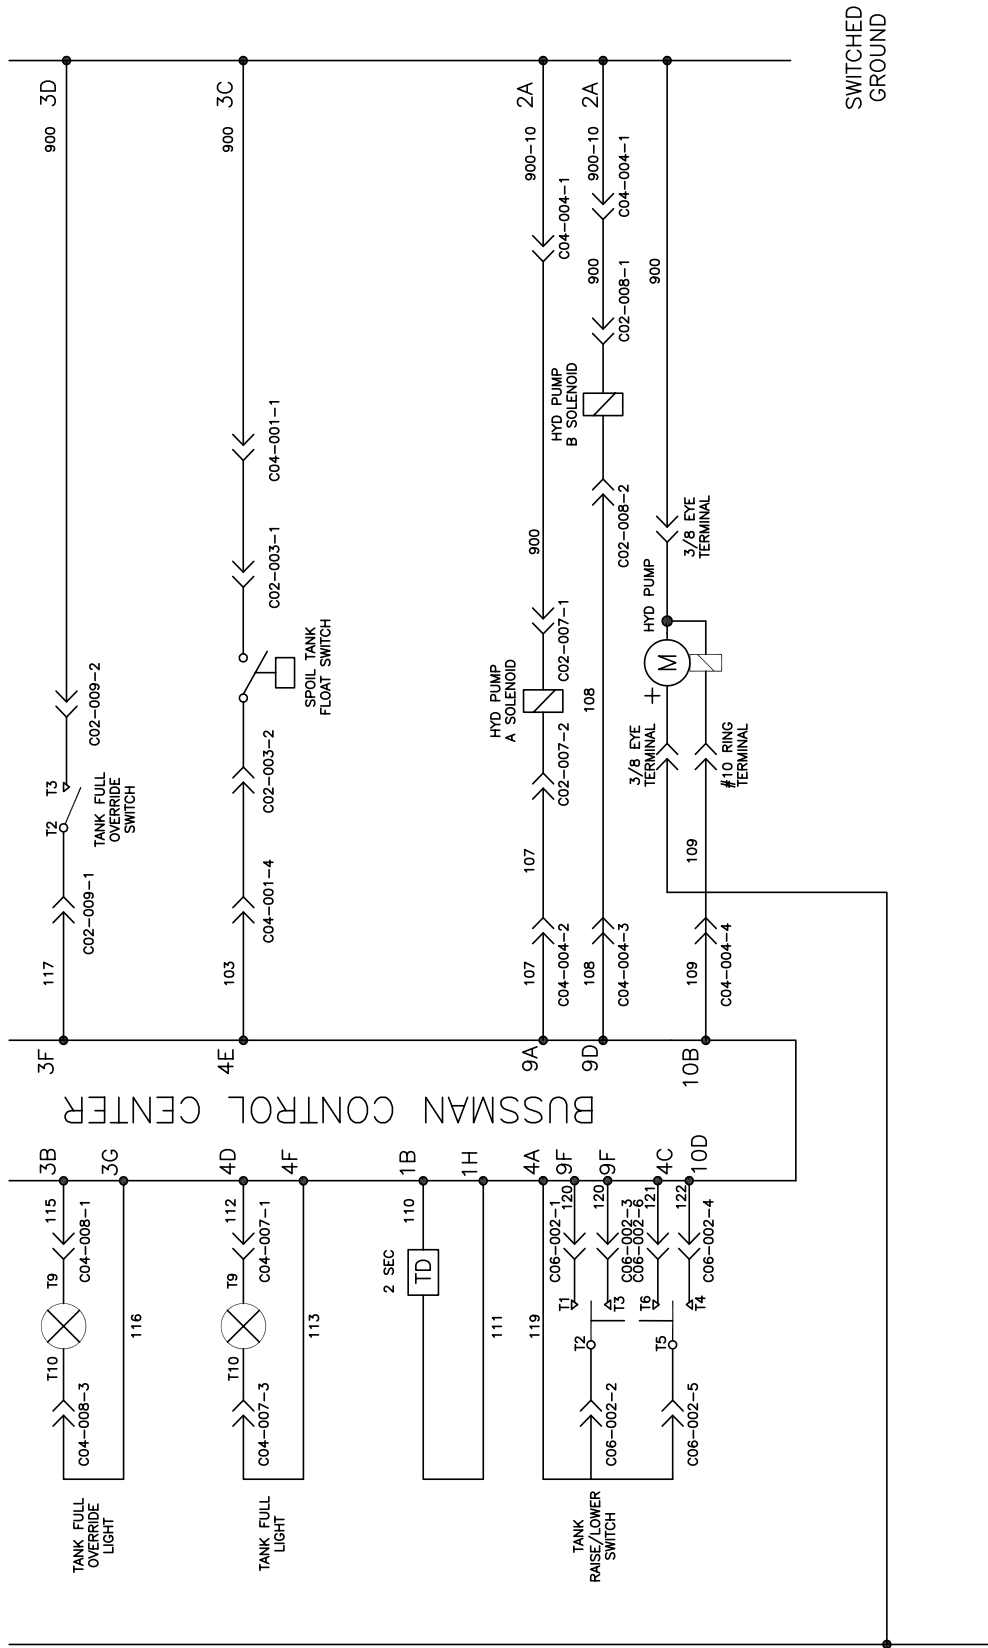 SWITCHED
GROUND
3D
900
C02-009-2
T3
T2
TANK FULL
OVERRIDE
SWITCH
C02-009-1
117
3F
3C
900
C04-001-1
C02-003-1
SPOIL TANK
FLOAT SWITCH
C02-003-2
C04-001-4
103
4E
2A
900-10
C04-004-1
900
C02-007-1
HYD PUMP
A SOLENOID
C02-007-2
107
107
C04-004-2
9A
2A
900-10
C04-004-1
900
C02-008-1
HYD PUMP
B SOLENOID
C02-008-2
108
108
C04-004-3
9D
900
3/8 EYE
TERMINAL
HYD PUMP
M
+
3/8 EYE
TERMINAL
#10 RING
TERMINAL
109
109
C04-004-4
10B
BUSSMAN CONTROL CENTER
3B
115
C04-008-1
T9
T10
C04-008-3
3G
116
TANK FULL
OVERRIDE
LIGHT
4D
112
C04-007-1
T9
T10
C04-007-3
4F
113
TANK FULL
LIGHT
1B
110
2 SEC
TD
1H
111
4A
119
9F
120
C06-002-1
T1
T2
C06-002-2
9F
120
C06-002-3
T3
4C
121
C06-002-6
T6
T5
C06-002-5
10D
122
C06-002-4
T4
TANK
RAISE/LOWER
SWITCH